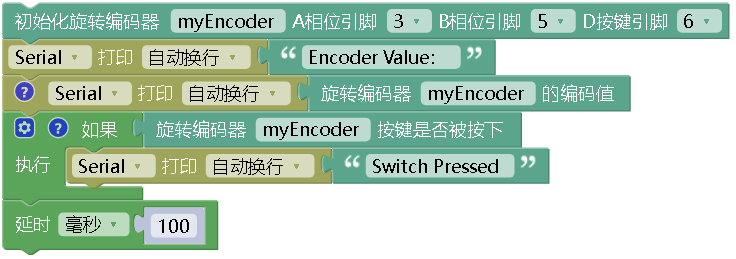 初始化旋转编码器 myEncoder A相位引脚 3 B相位引脚 5 D按键引脚 6
Serial 打印 自动换行 “ Encoder Value: ”
? Serial 打印 自动换行 旋转编码器 myEncoder 的编码值
? 如果 旋转编码器 myEncoder 按键是否被按下
执行 Serial 打印 自动换行 “ Switch Pressed ”
延时 毫秒 100